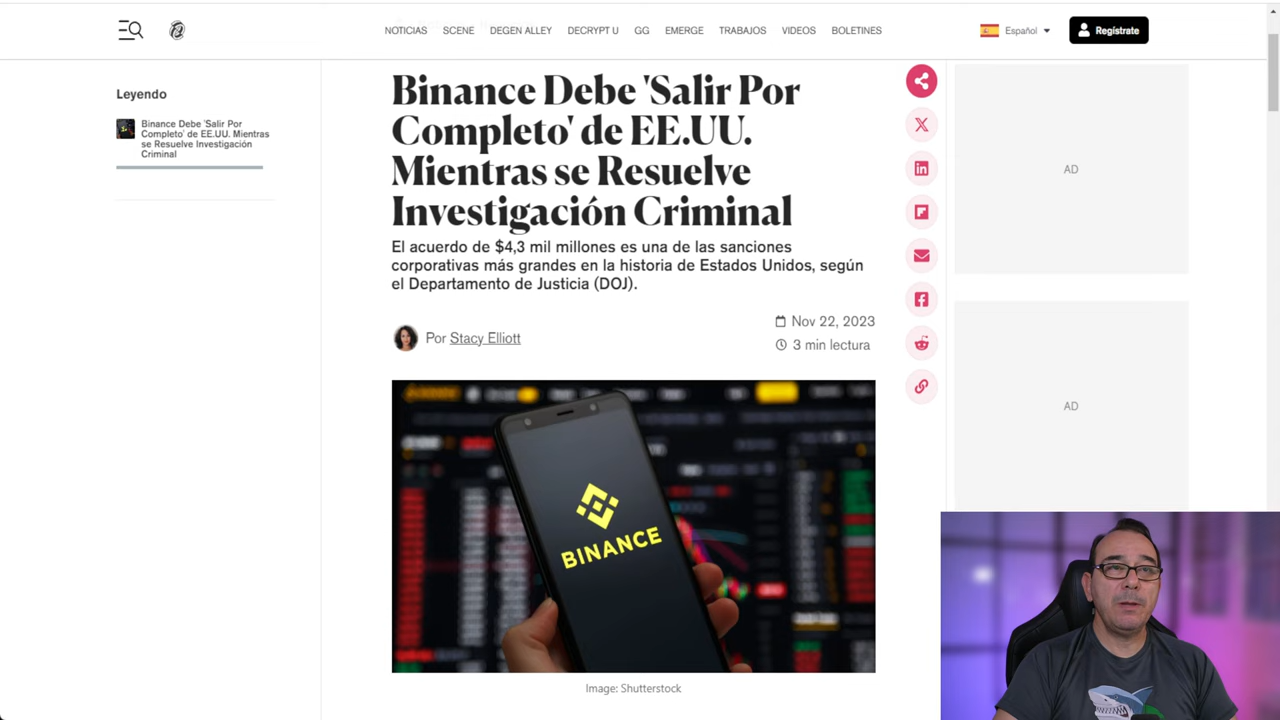 NOTICIAS SCENE DEGEN ALLEY DECRYPT U GG EMERGE TRABAJOS VIDEOS BOLETINES
Español
Regístrate
Leyendo
Binance Debe 'Salir Por
Completo' de EE.UU. Mientras
se Resuelve Investigación
Criminal
Binance Debe 'Salir Por
Completo' de EE.UU.
Mientras se Resuelve
Investigación Criminal
El acuerdo de $4,3 mil millones es una de las sanciones
corporativas más grandes en la historia de Estados Unidos, según
el Departamento de Justicia (DOJ).
Por Stacy Elliott
Nov 22, 2023
3 min lectura
BINANCE
Image: Shutterstock
AD
AD